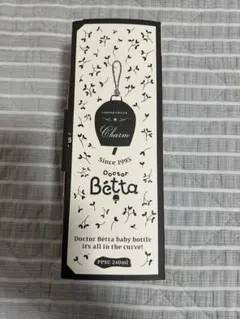 Charm
Since 1995
Doctor
Bétta
Doctor Bétta baby bottle
it's all in the curve!
PPSU 240ml